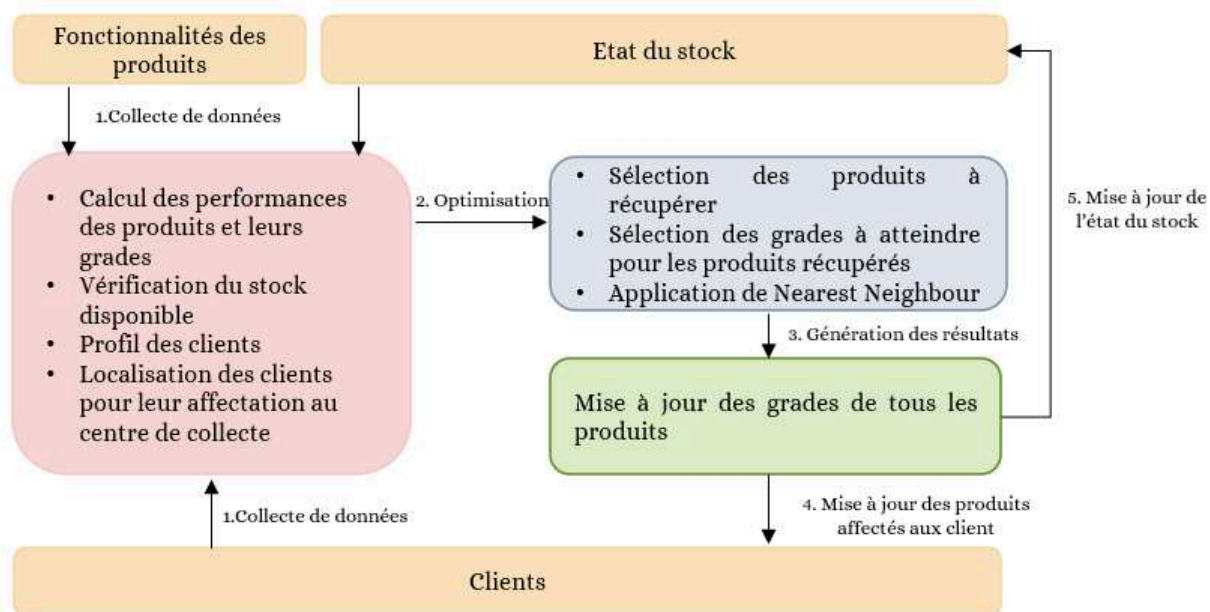 Fonctionnalités des
produits
Etat du stock
1.Collecte de données
• Calcul des performances
des produits et leurs
grades
• Vérification du stock
disponible
• Profil des clients
• Localisation des clients
pour leur affectation au
centre de collecte
2. Optimisation
• Sélection des produits à
récupérer
• Sélection des grades à atteindre
pour les produits récupérés
• Application de Nearest Neighbour
5. Mise à jour de
l'état du stock
3. Génération des résultats
Mise à jour des grades de tous les
produits
1.Collecte de données
4. Mise à jour des produits
affectés aux client
Clients